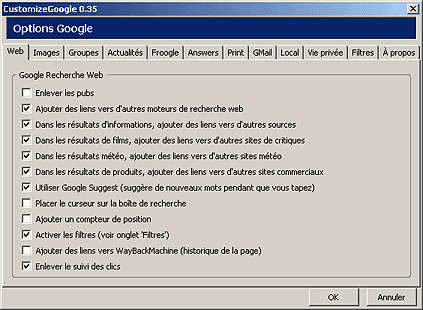 CustomizeGoogle 0.35
Options Google
Web Images Groupes Actualités Froogle Answers Print GMail Local Vie privée Filtres À propos
Google Recherche Web
Enlever les pubs
Ajouter des liens vers d'autres moteurs de recherche web
Dans les résultats d'informations, ajouter des liens vers d'autres sources
Dans les résultats de films, ajouter des liens vers d'autres sites de critiques
Dans les résultats météo, ajouter des liens vers d'autres sites météo
Dans les résultats de produits, ajouter des liens vers d'autres sites commerciaux
Utiliser Google Suggest (suggère de nouveaux mots pendant que vous tapez)
Placer le curseur sur la boîte de recherche
Ajouter un compteur de position
Activer les filtres (voir onglet 'Filtres')
Ajouter des liens vers WayBackMachine (historique de la page)
Enlever le suivi des clics
OK Annuler